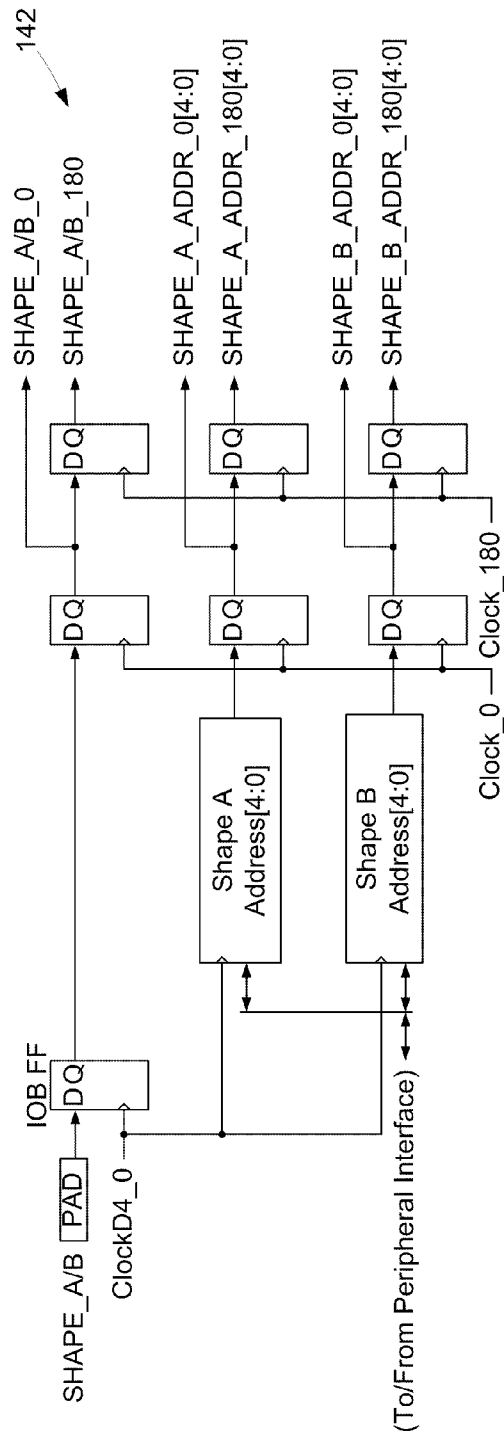 142
SHAPE_A/B_0
SHAPE_A/B_180
SHAPE_A/B
PAD
IOB FF
D Q
D Q
D Q
ClockD4_0
SHAPE_A_ADDR_0[4:0]
SHAPE_A_ADDR_180[4:0]
Shape A
Address[4:0]
D Q
D Q
SHAPE_B_ADDR_0[4:0]
SHAPE_B_ADDR_180[4:0]
Shape B
Address[4:0]
D Q
D Q
(To/From Peripheral Interface)
Clock_0
Clock_180